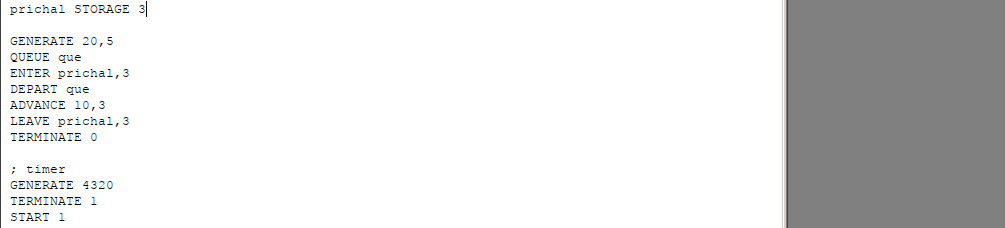 prichal STORAGE 3
GENERATE 20,5
QUEUE que
ENTER prichal,3
DEPART que
ADVANCE 10,3
LEAVE prichal,3
TERMINATE 0
; timer
GENERATE 4320
TERMINATE 1
START 1